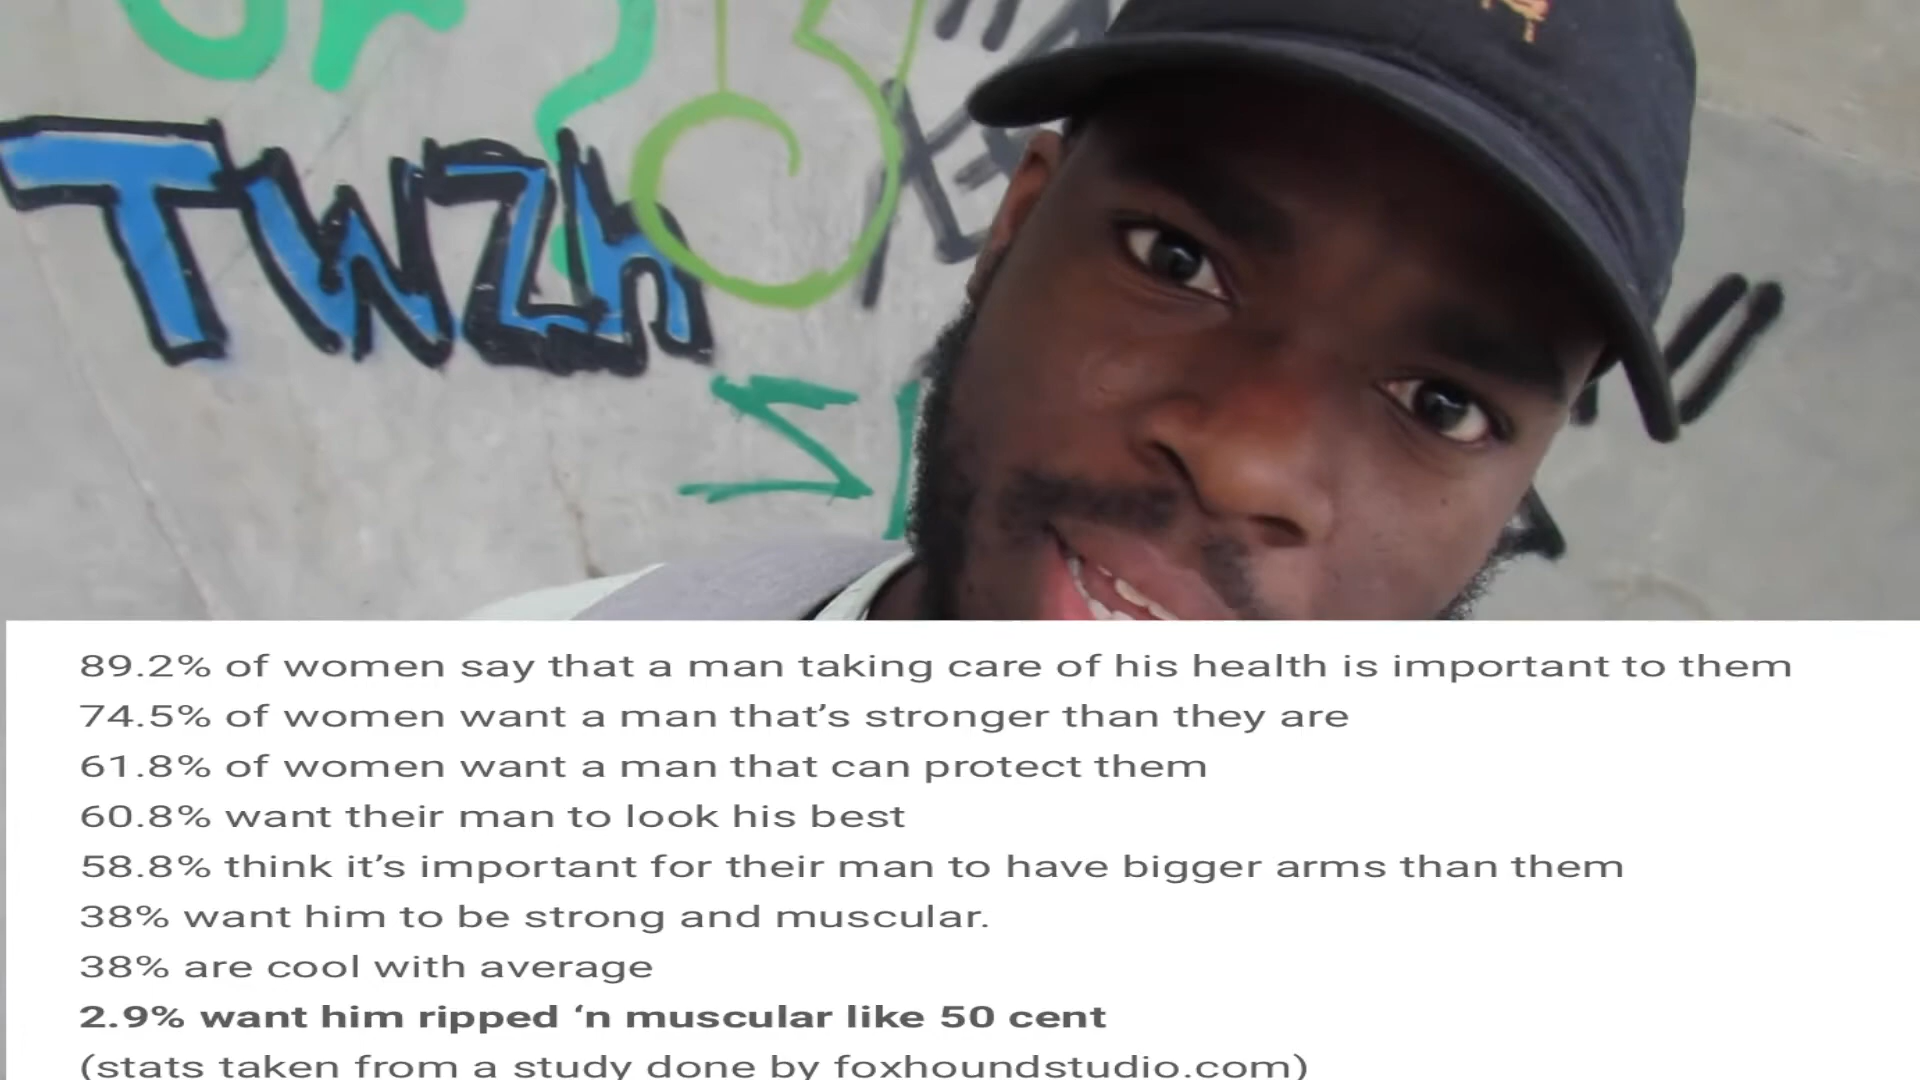 TWZh
89.2% of women say that a man taking care of his health is important to them
74.5% of women want a man that’s stronger than they are
61.8% of women want a man that can protect them
60.8% want their man to look his best
58.8% think it’s important for their man to have bigger arms than them
38% want him to be strong and muscular.
38% are cool with average
2.9% want him ripped ‘n muscular like 50 cent
(stats taken from a study done by foxhoundstudio.com)